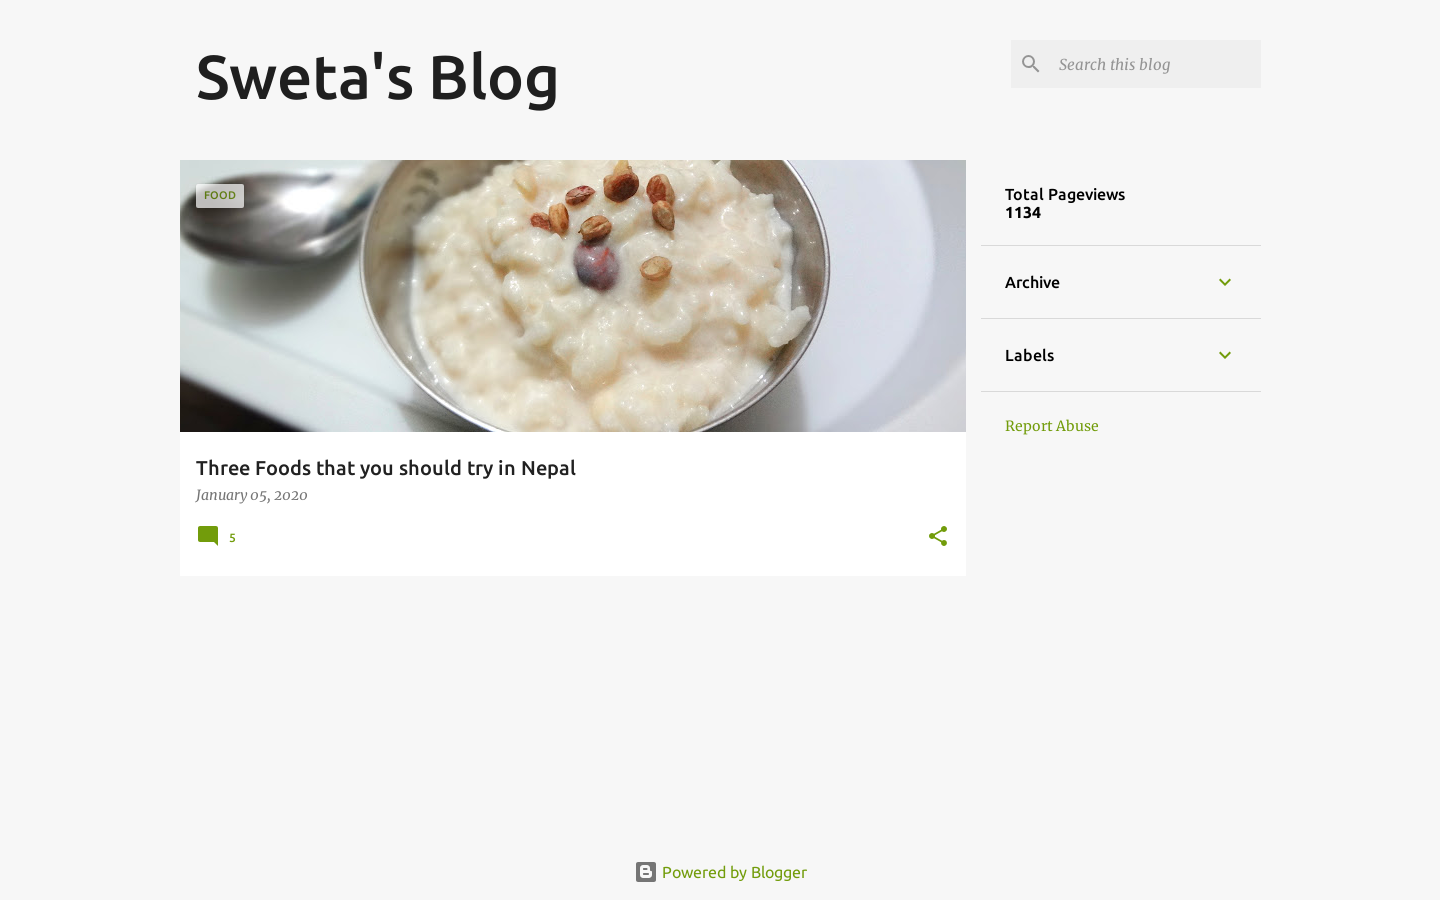 Sweta's Blog
Search this blog
FOOD
Three Foods that you should try in Nepal
January 05, 2020
5
Total Pageviews
1134
Archive
Labels
Report Abuse
Powered by Blogger